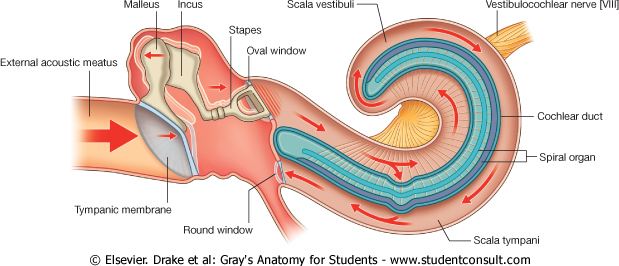 Malleus
Incus
Scala vestibuli
Vestibulocochlear nerve [VIII]
Stapes
Oval window
External acoustic meatus
Cochlear duct
Spiral organ
Tympanic membrane
Round window
Scala tympani
© Elsevier. Drake et al: Gray's Anatomy for Students - www.studentconsult.com